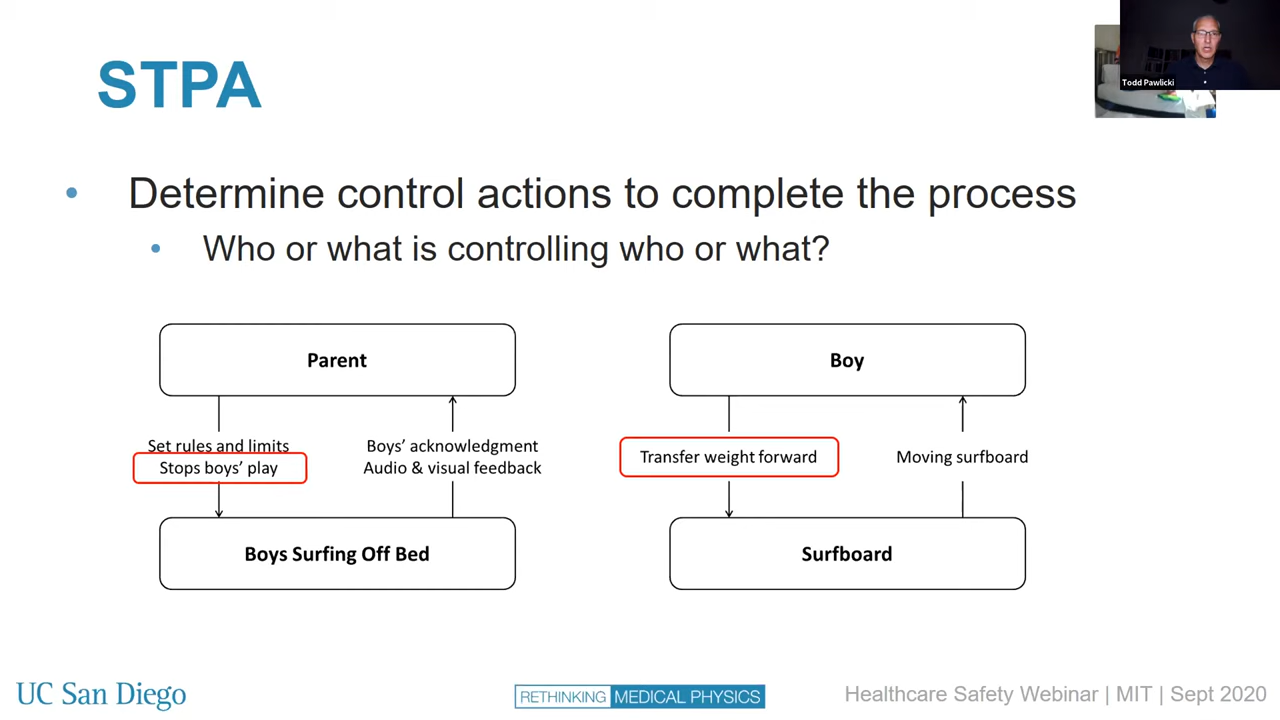 STPA
Todd Pawlicki
• Determine control actions to complete the process
• Who or what is controlling who or what?
Parent
Set rules and limits
Stops boys’ play
Boys’ acknowledgment
Audio & visual feedback
Boys Surfing Off Bed
Boy
Transfer weight forward
Moving surfboard
Surfboard
UC San Diego
RETHINKING MEDICAL PHYSICS
Healthcare Safety Webinar | MIT | Sept 2020